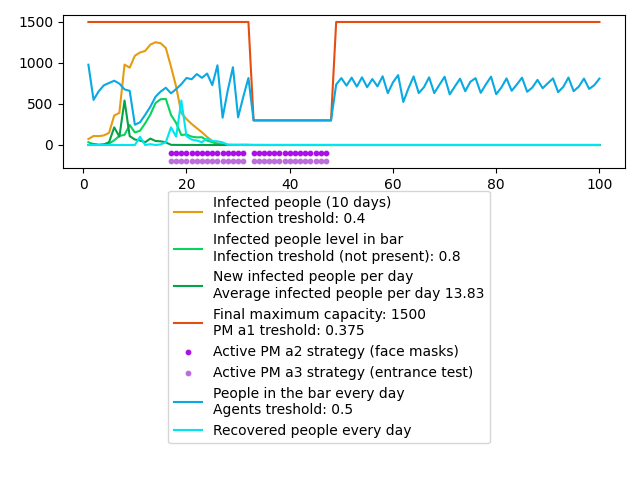 1500
1000
500
0
0 20 40 60 80 100
Infected people (10 days)
Infection treshold: 0.4
Infected people level in bar
Infection treshold (not present): 0.8
New infected people per day
Average infected people per day 13.83
Final maximum capacity: 1500
PM a1 treshold: 0.375
Active PM a2 strategy (face masks)
Active PM a3 strategy (entrance test)
People in the bar every day
Agents treshold: 0.5
Recovered people every day